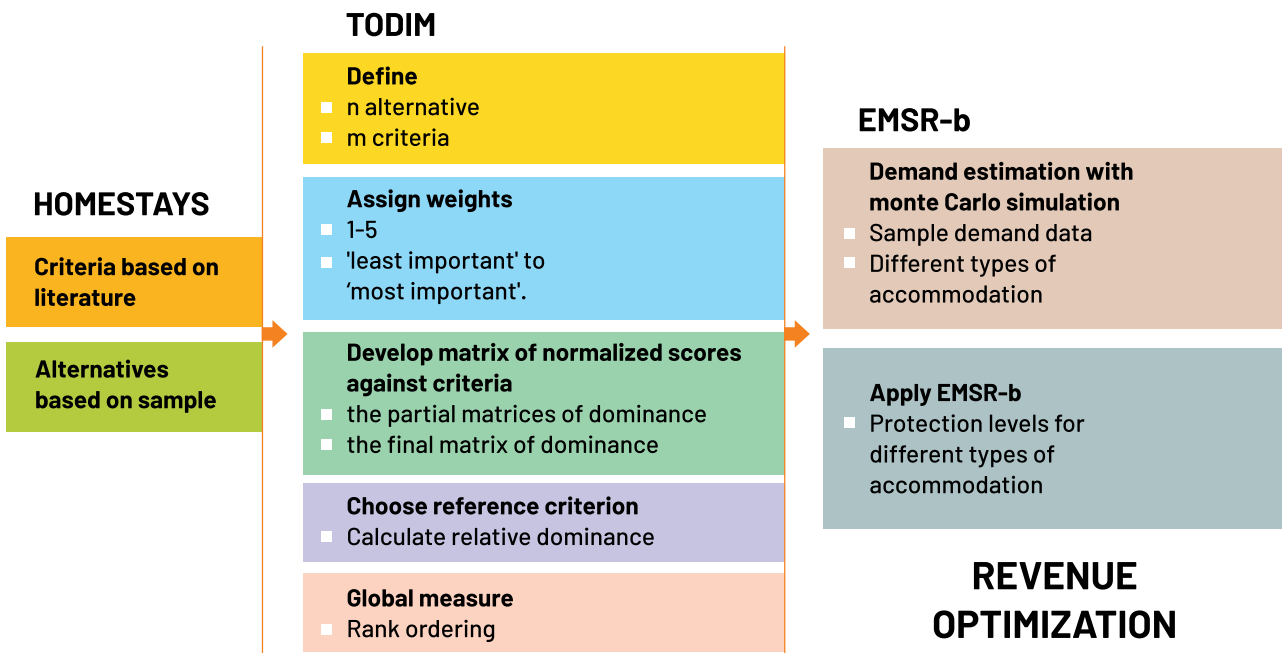 HOMESTAYS
Criteria based on
literature
Alternatives
based on sample
TODIM
Define
n alternative
m criteria
Assign weights
1-5
'least important' to
‘most important'.
Develop matrix of normalized scores
against criteria
the partial matrices of dominance
the final matrix of dominance
Choose reference criterion
Calculate relative dominance
Global measure
Rank ordering
EMSR-b
Demand estimation with
monte Carlo simulation
Sample demand data
Different types of
accommodation
Apply EMSR-b
Protection levels for
different types of
accommodation
REVENUE
OPTIMIZATION